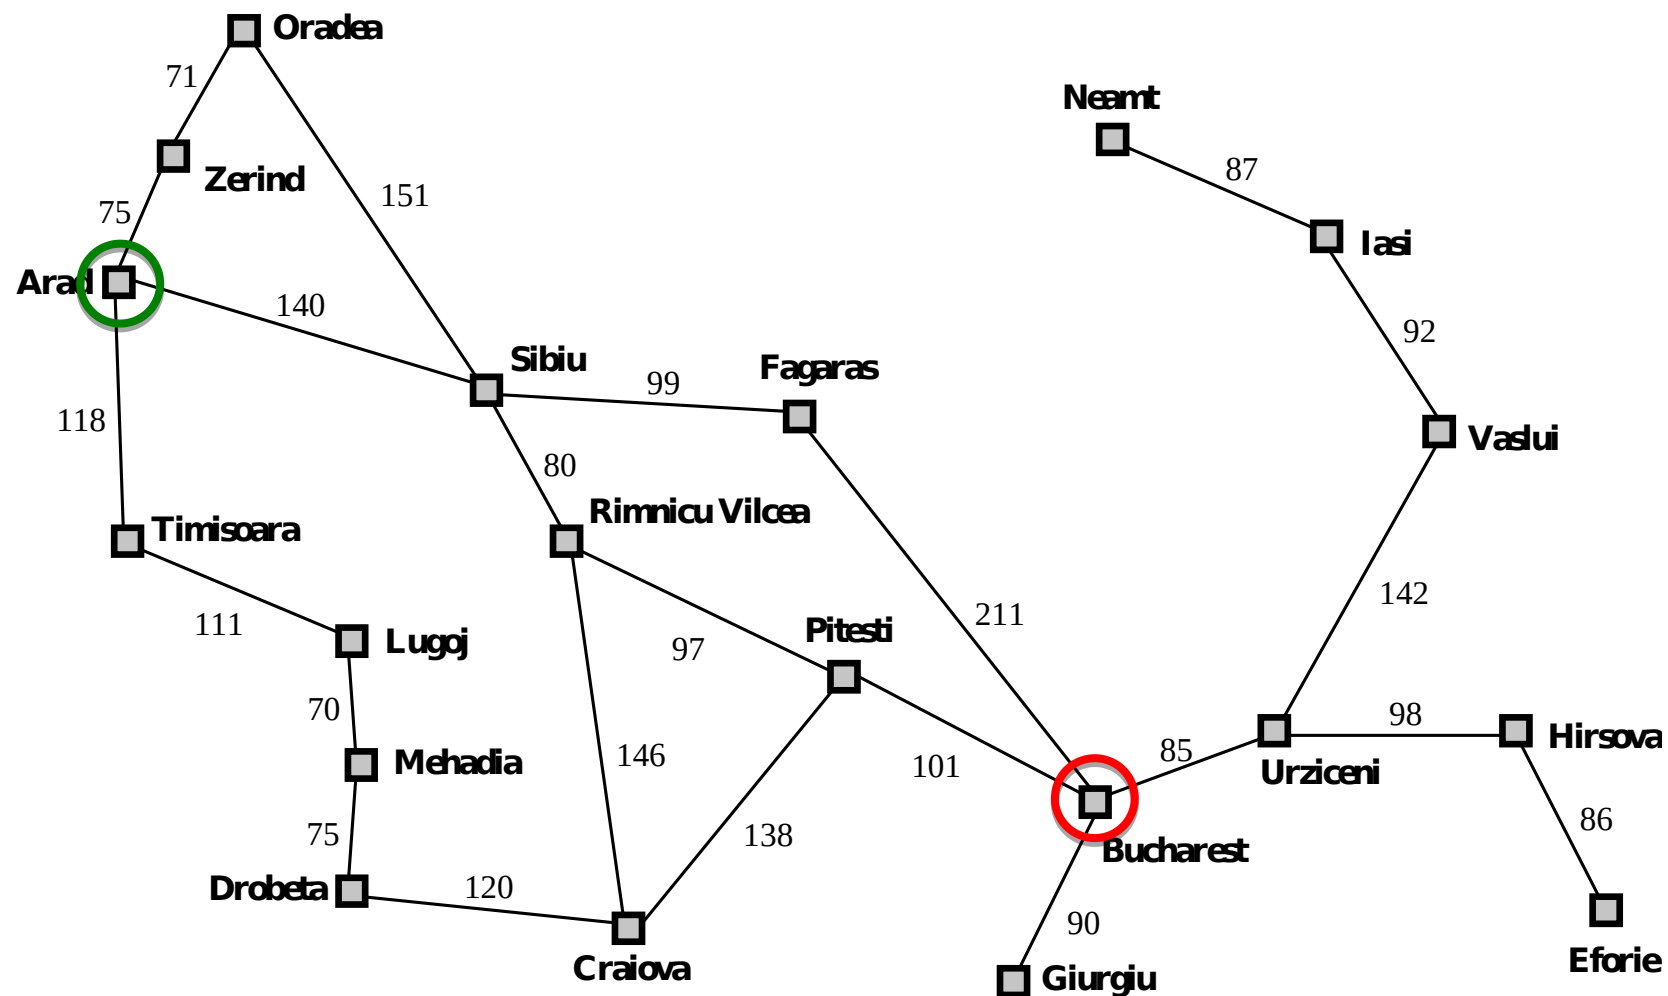 Oradea
71
Neamt
87
Zerind
151
75
Iasi
Arad
140
92
Sibiu
Fagaras
99
118
Vaslui
80
Rimnicu Vilcea
Timisoara
142
211
111
Pitesti
Lugoj
97
70
98
Hirsova
85
146
Mehadia
101
Urziceni
86
75
138
Bucharest
Drobeta
120
90
Eforie
Craiova
Giurgiu